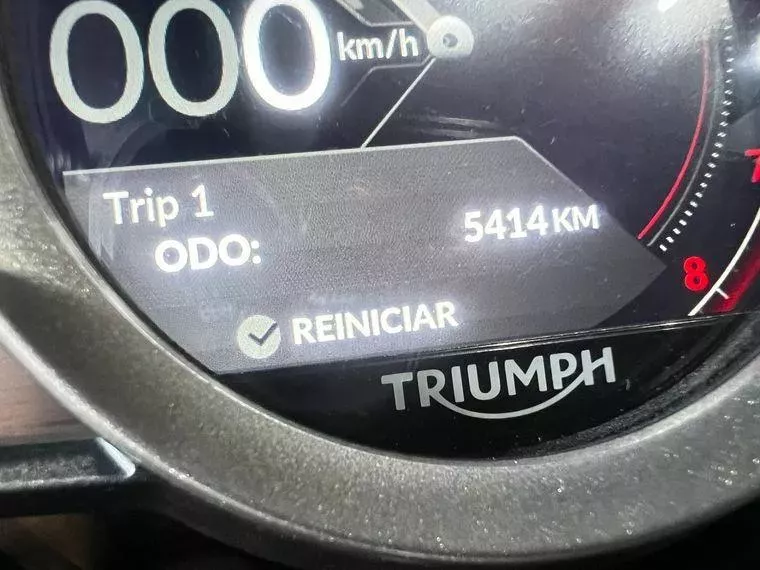 000 km/h
Trip 1
5414 KM
ODO:
8
REINICIAR
TRIUMPH